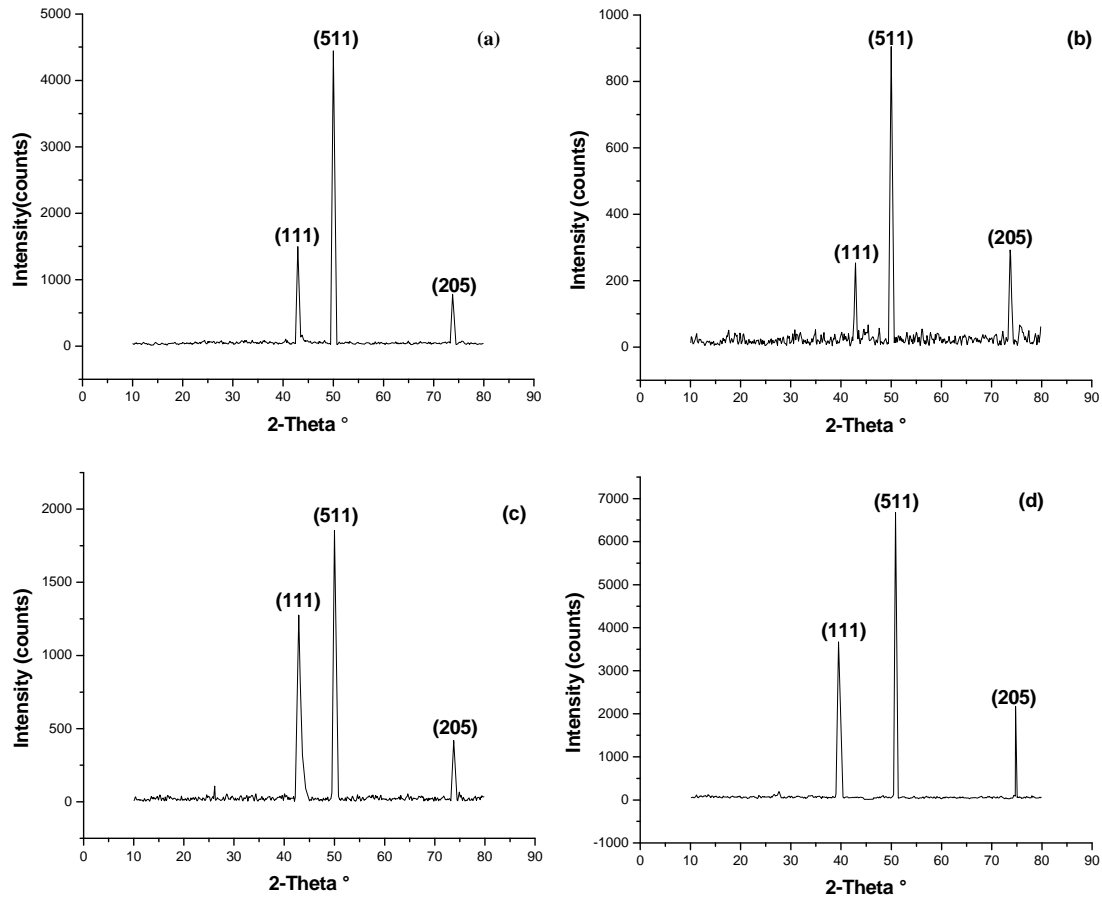 (a)
5000
4000
3000
2000
1000
0
Intensity(counts)
(111)
(511)
(205)
0 10 20 30 40 50 60 70 80 90
2-Theta °
(b)
1000
800
600
400
200
0
Intensity (counts)
(111)
(511)
(205)
0 10 20 30 40 50 60 70 80 90
2-Theta °
(c)
2000
1500
1000
500
0
Intensity (counts)
(111)
(511)
(205)
0 10 20 30 40 50 60 70 80 90
2-Theta °
(d)
7000
6000
5000
4000
3000
2000
1000
0
-1000
Intensity (counts)
(111)
(511)
(205)
0 10 20 30 40 50 60 70 80 90
2-Theta °